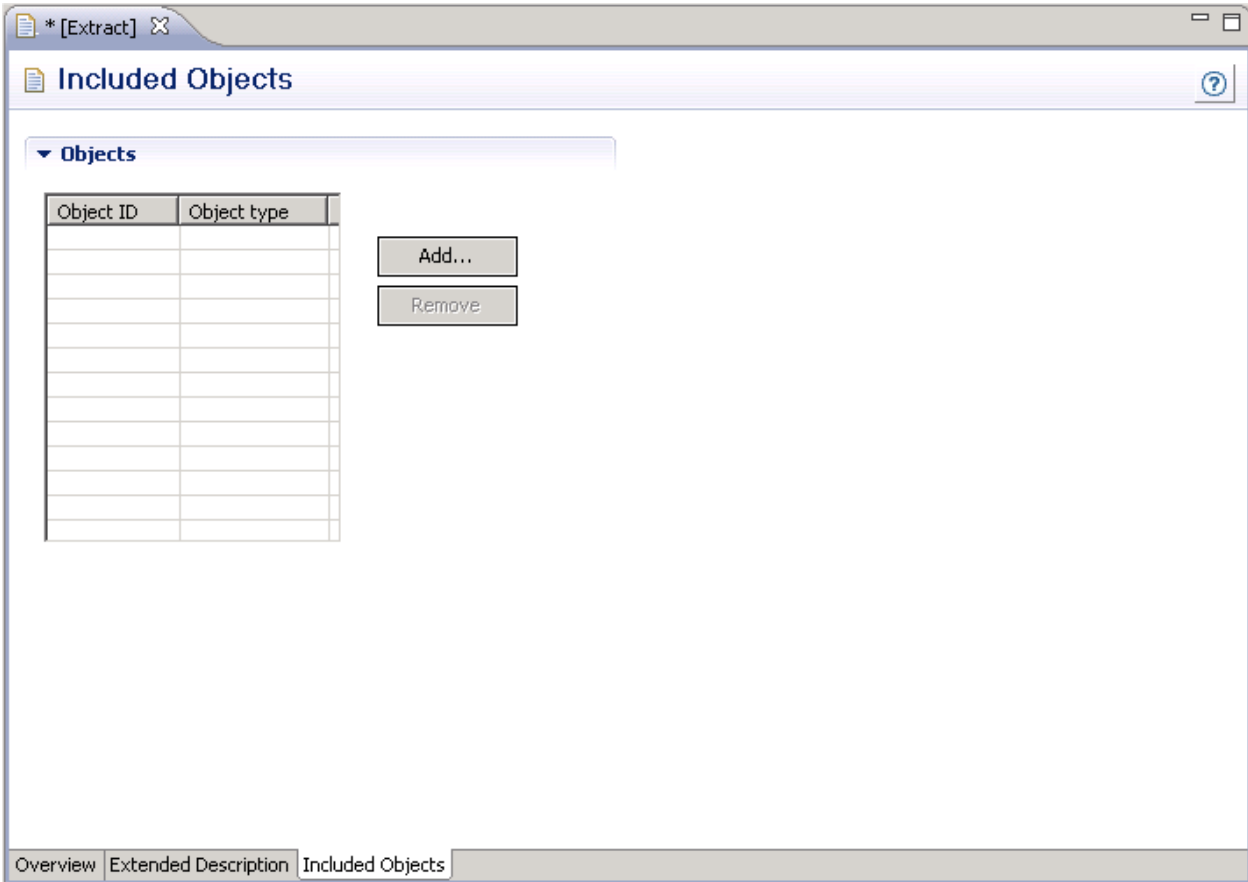 * [Extract]
Included Objects
Objects
Object ID Object type
Add...
Remove
Overview Extended Description Included Objects